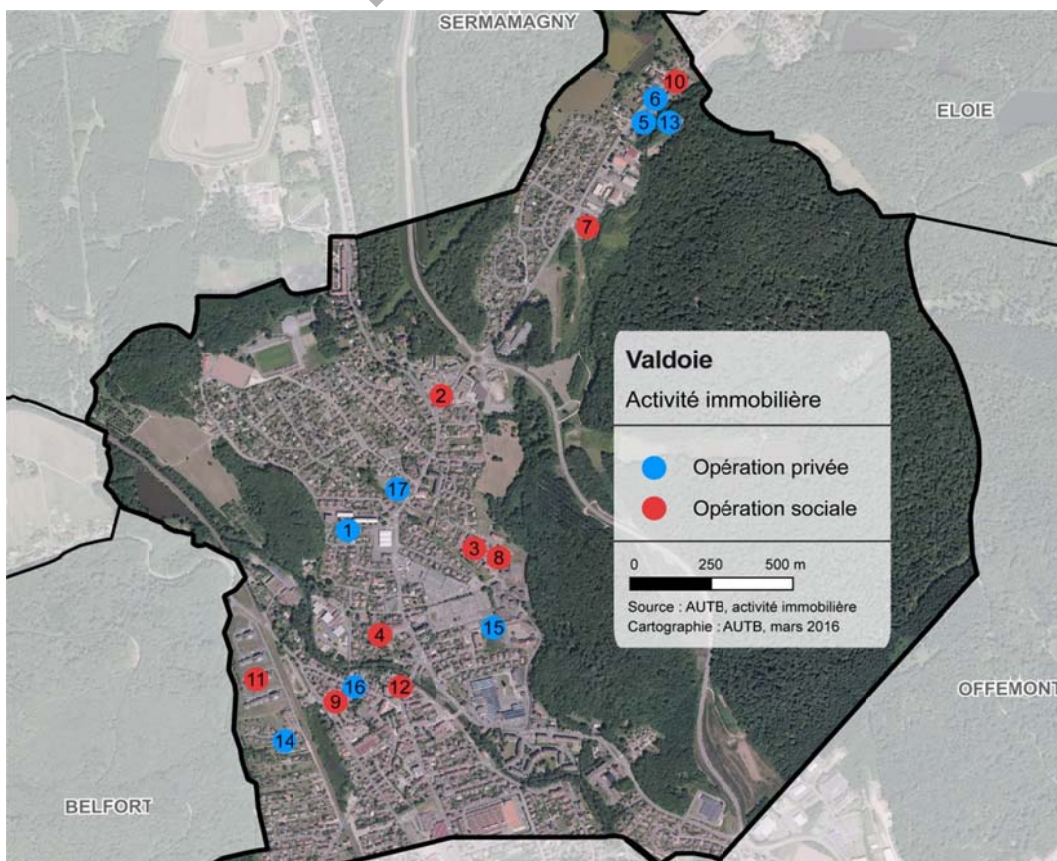 SERMAMAGNY
10
6
5
13
ELOIE
7
2
17
1
3
8
15
4
11
16
12
9
14
BELFORT
OFFEMONT
Valdoie
Activité immobilière
Opération privée
Opération sociale
0 250 500 m
Source : AUTB, activité immobilière
Cartographie : AUTB, mars 2016